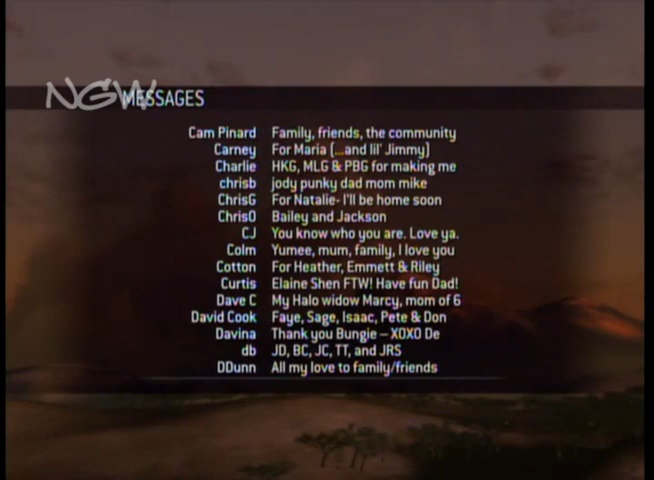 NGW
MESSAGES
Cam Pinard Family, friends, the community
Carney For Maria (...and lil' Jimmy)
Charlie HKG, MLG & PBG for making me
chrisb jody punky dad mom mike
ChrisG For Natalie- I'll be home soon
ChrisO Bailey and Jackson
CJ You know who you are. Love ya.
Colm Yumee, mum, family, I love you
Cotton For Heather, Emmett & Riley
Curtis Elaine Shen FTW! Have fun Dad!
Dave C My Halo widow Marcy, mom of 6
David Cook Faye, Sage, Isaac, Pete & Don
Davina Thank you Bungie – XOXO De
db JD, BC, JC, TT, and JRS
DDunn All my love to family/friends